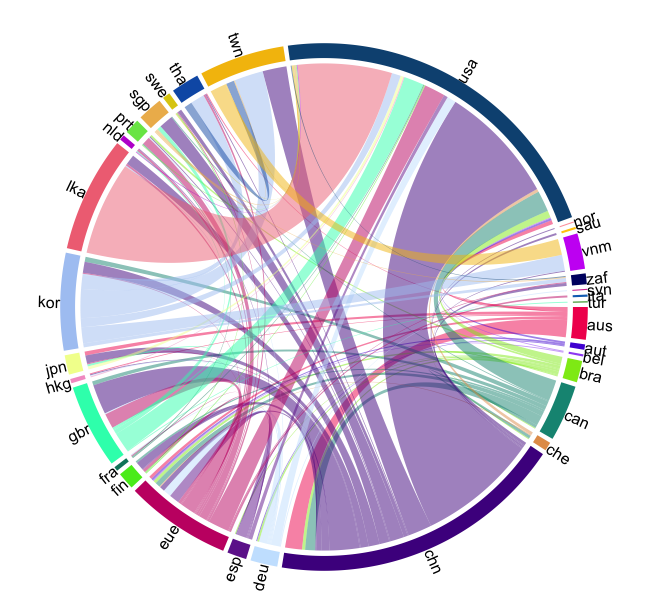 usa
nor
sau
vnm
zaf
svn
ita
tur
aus
aut
bel
bra
can
che
chn
deu
esp
eue
fin
fra
gbr
hkg
jpn
kor
lka
nld
prt
sgp
swe
tha
twn